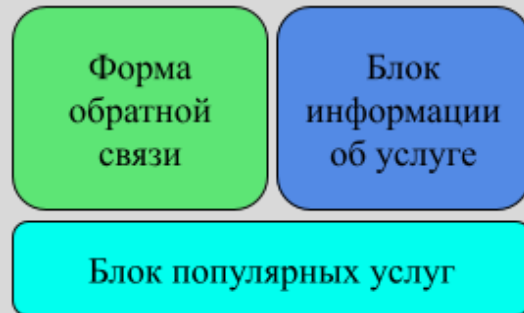 Форма
обратной
связи
Блок
информации
об услуге
Блок популярных услуг